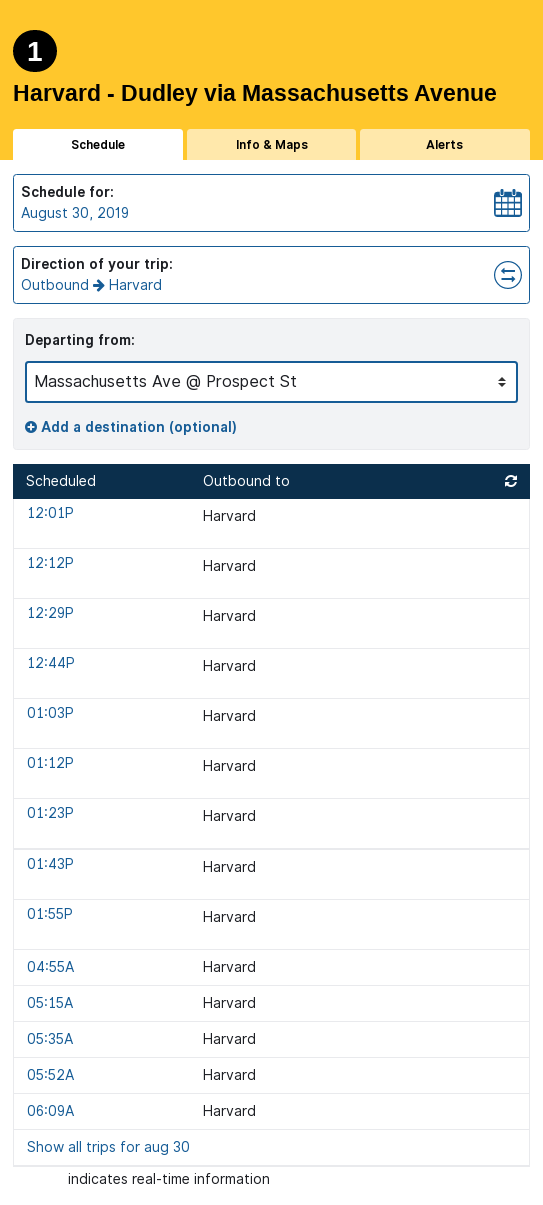 1
Harvard - Dudley via Massachusetts Avenue
Schedule Info & Maps Alerts
Schedule for:
August 30, 2019
Direction of your trip:
Outbound Harvard
Departing from:
Massachusetts Ave @ Prospect St
Add a destination (optional)
Scheduled Outbound to
12:01P Harvard
12:12P Harvard
12:29P Harvard
12:44P Harvard
01:03P Harvard
01:12P Harvard
01:23P Harvard
01:43P Harvard
01:55P Harvard
04:55A Harvard
05:15A Harvard
05:35A Harvard
05:52A Harvard
06:09A Harvard
Show all trips for aug 30
indicates real-time information